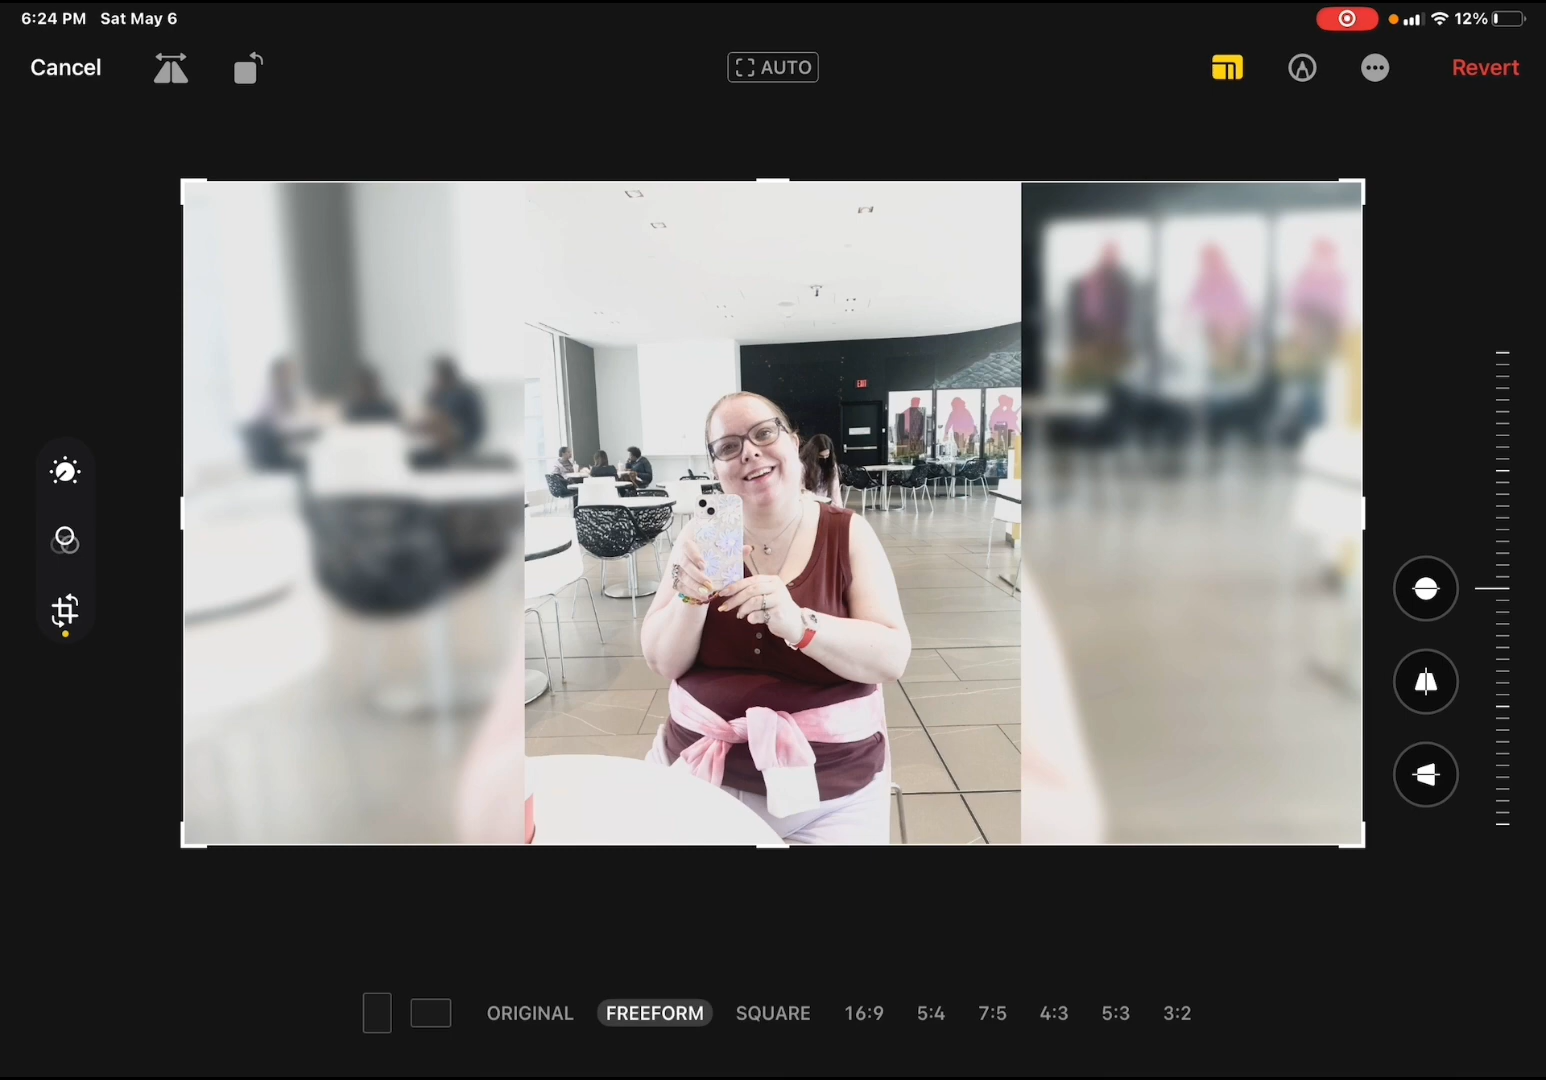 6:24 PM Sat May 6
12%
Cancel
AUTO
Revert
EXIT
ORIGINAL FREEFORM SQUARE 16:9 5:4 7:5 4:3 5:3 3:2